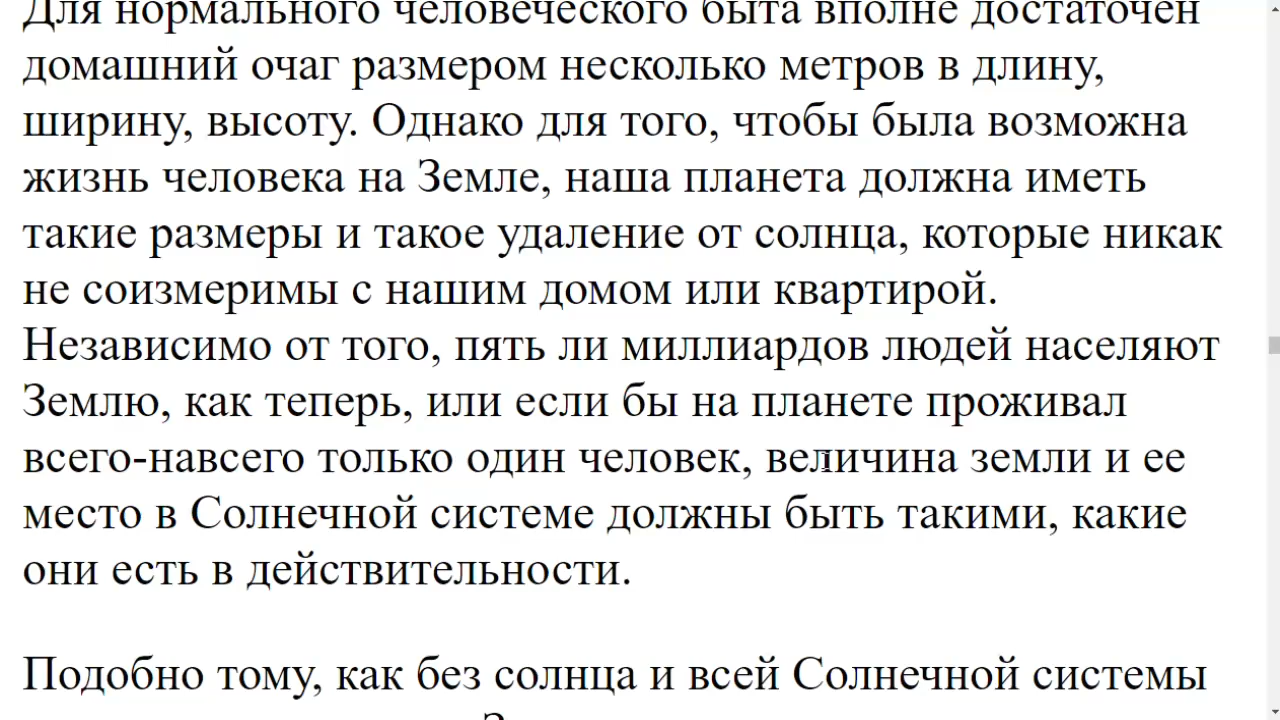 Для нормального человеческого быта вполне достаточен
домашний очаг размером несколько метров в длину,
ширину, высоту. Однако для того, чтобы была возможна
жизнь человека на Земле, наша планета должна иметь
такие размеры и такое удаление от солнца, которые никак
не соизмеримы с нашим домом или квартирой.
Независимо от того, пять ли миллиардов людей населяют
Землю, как теперь, или если бы на планете проживал
всего-навсего только один человек, величина земли и ее
место в Солнечной системе должны быть такими, какие
они есть в действительности.
Подобно тому, как без солнца и всей Солнечной системы